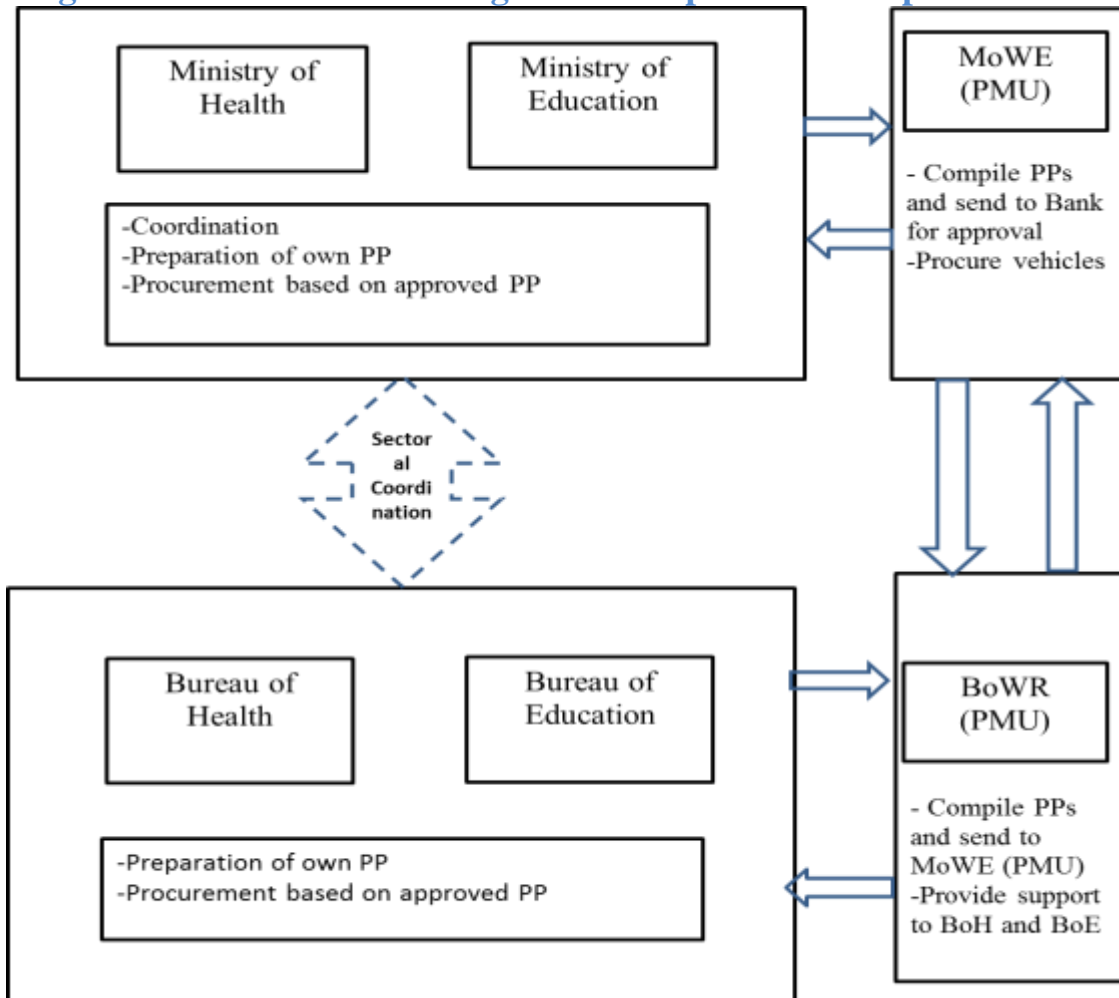 Ministry of
Health
Ministry of
Education
-Coordination
-Preparation of own PP
-Procurement based on approved PP
MoWE
(PMU)
- Compile PPs
and send to Bank
for approval
-Procure vehicles
Sector
al
Coordi
nation
Bureau of
Health
Bureau of
Education
-Preparation of own PP
-Procurement based on approved PP
BoWR
(PMU)
- Compile PPs
and send to
MoWE (PMU)
-Provide support
to BoH and BoE